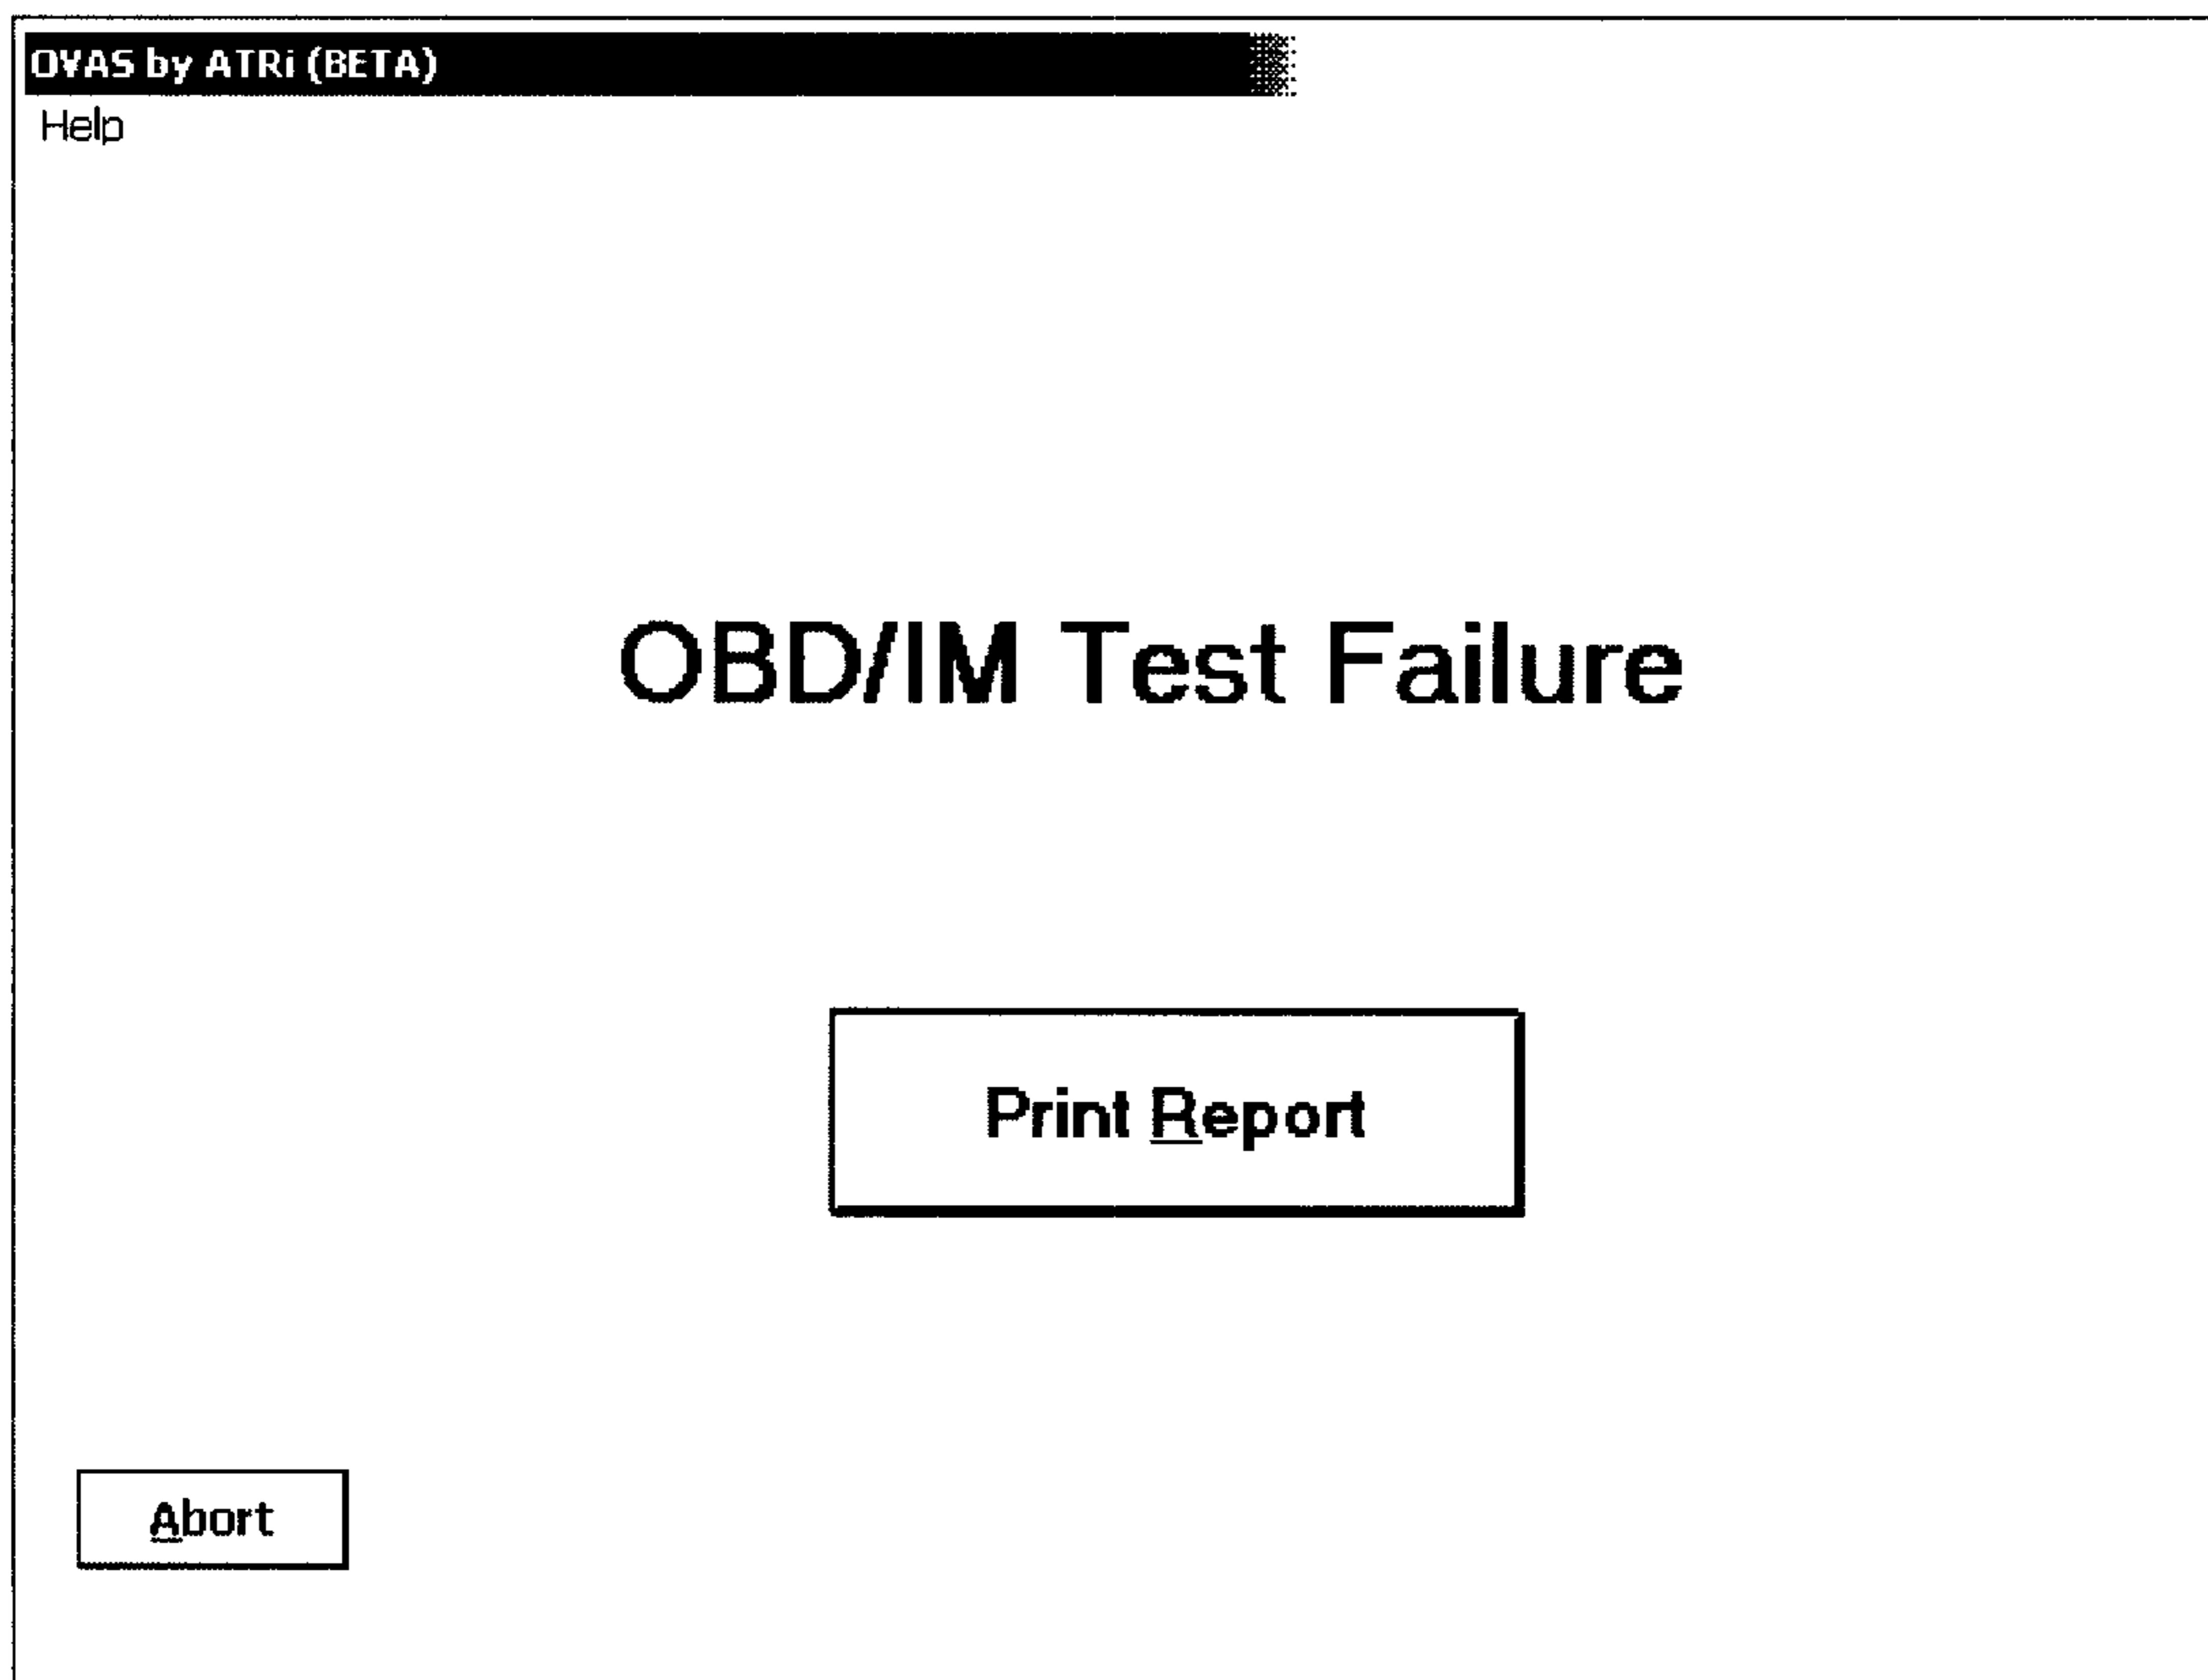 OVAS by ATRi (BETA)
Help
OBD/IM Test Failure
Print Report
Abort